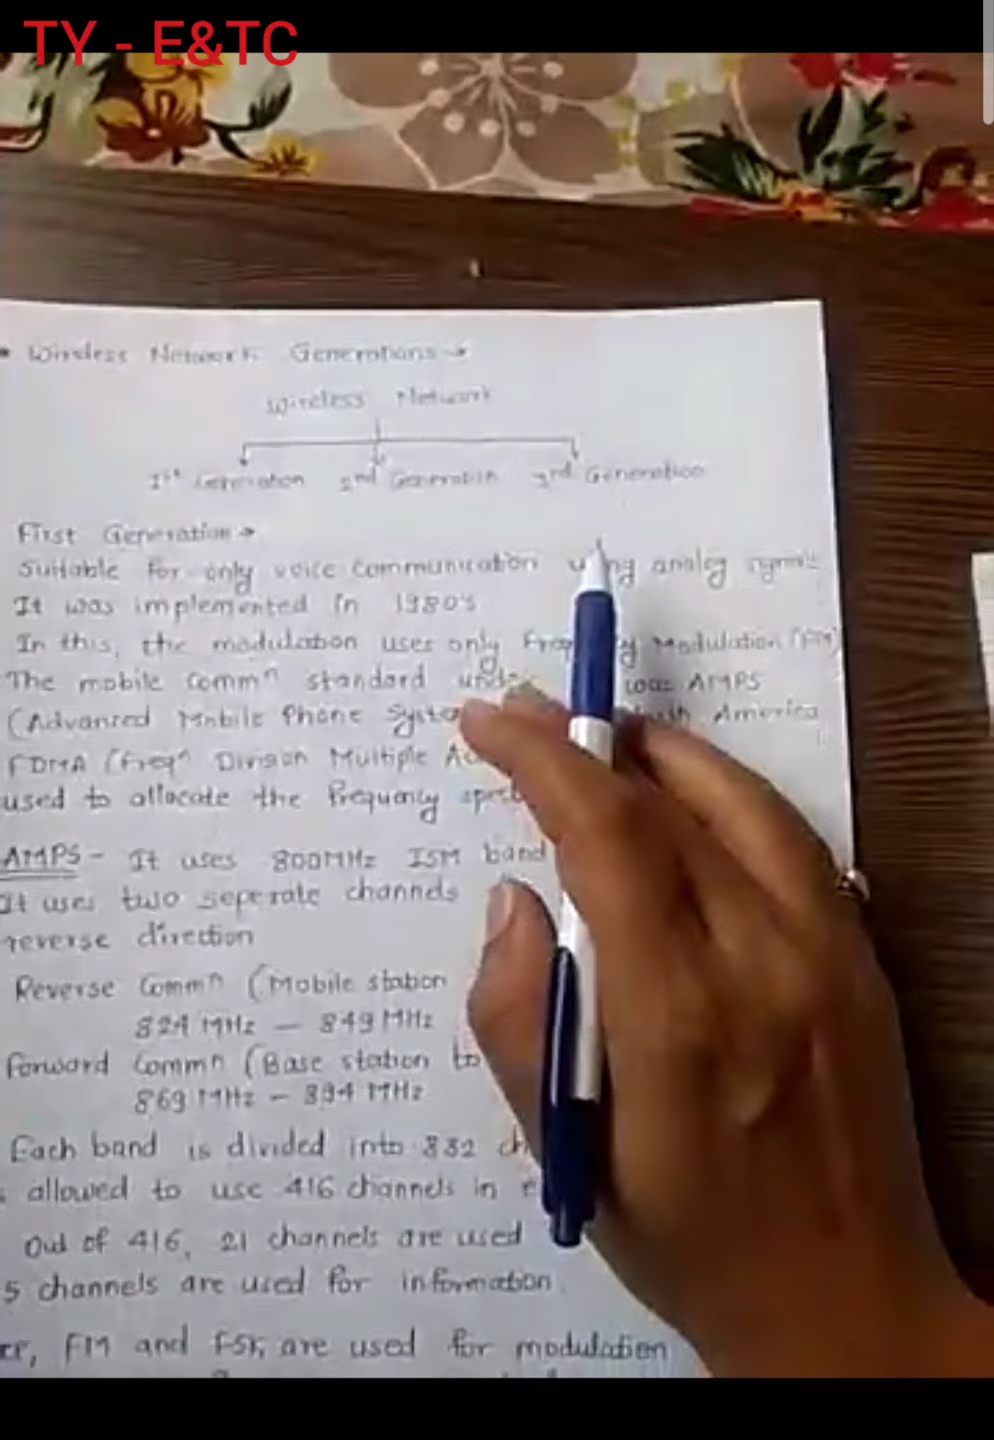 TY - E&TC
Wireless Network Generations →
Wireless Network
1st Generation 2nd Generation 3rd Generation
First Generation →
Suitable for only voice communication using analog
It was implemented in 1980's
In this, the modulation uses only Modulation (FM)
The mobile Commⁿ standard was AMPS
(Advanced Mobile Phone America
FDMA (freqⁿ Divison Multiple
used to allocate the frequency
AMPS - It uses 800MHz ISM band
It uses two seperate channels
reverse direction
Reverse Commⁿ (Mobile station
824 MHz - 849 MHz
Forward Commⁿ (Base station to
869 MHz - 894 MHz
Each band is divided into 832
allowed to use 416 channels in
Out of 416, 21 channels are used
5 channels are used for information
FM and FSK are used for modulation